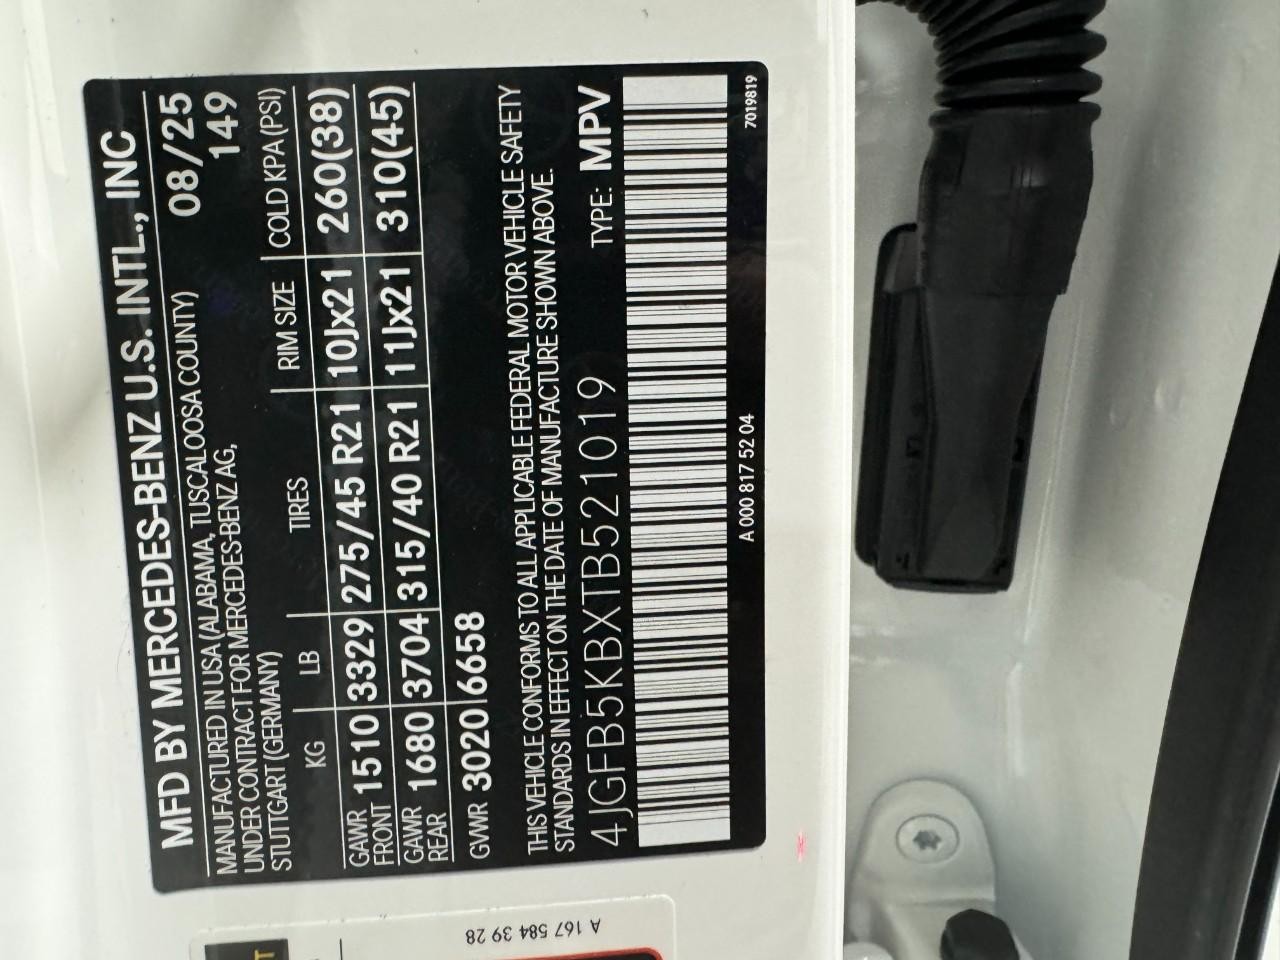 MFD BY MERCEDES-BENZ U.S. INTL., INC
MANUFACTURED IN USA (ALABAMA, TUSCALOOSA COUNTY) 08/25
UNDER CONTRACT FOR MERCEDES-BENZ AG, 149
STUTTGART (GERMANY)
KG LB TIRES RIM SIZE COLD KPA (PSI)
GAWR FRONT 1510 3329 275/45 R21 10Jx21 260(38)
GAWR REAR 1680 3704 315/40 R21 11Jx21 310(45)
GVWR 3020 6658
THIS VEHICLE CONFORMS TO ALL APPLICABLE FEDERAL MOTOR VEHICLE SAFETY
STANDARDS IN EFFECT ON THE DATE OF MANUFACTURE SHOWN ABOVE.
4JGFB5KBXTB521019 TYPE: MPV
A 000 817 52 04 7019819
A 167 584 39 28